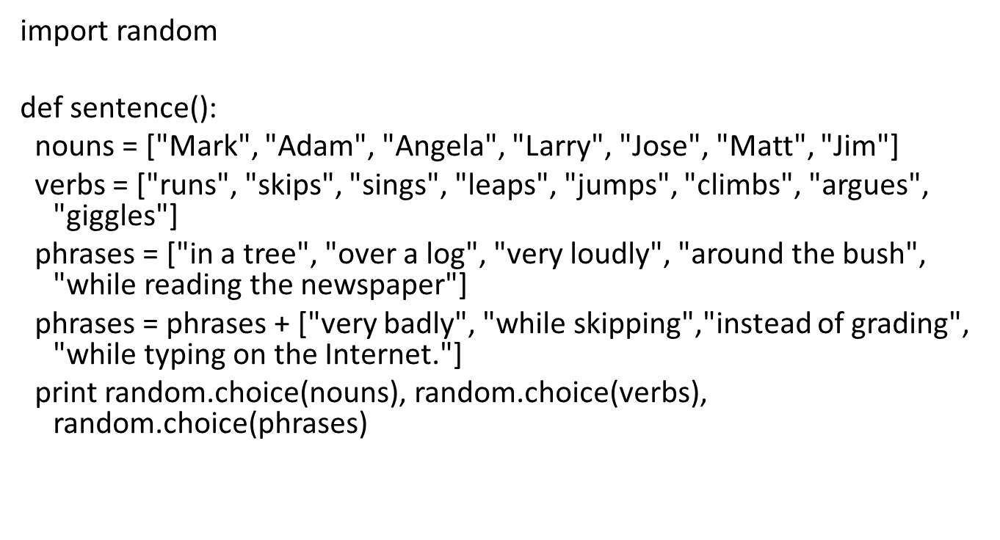 import random
def sentence():
nouns = ["Mark", "Adam", "Angela", "Larry", "Jose", "Matt", "Jim"]
verbs = ["runs", "skips", "sings", "leaps", "jumps", "climbs", "argues",
"giggles"]
phrases = ["in a tree", "over a log", "very loudly", "around the bush",
"while reading the newspaper"]
phrases = phrases + ["very badly", "while skipping","instead of grading",
"while typing on the Internet."]
print random.choice(nouns), random.choice(verbs),
random.choice(phrases)